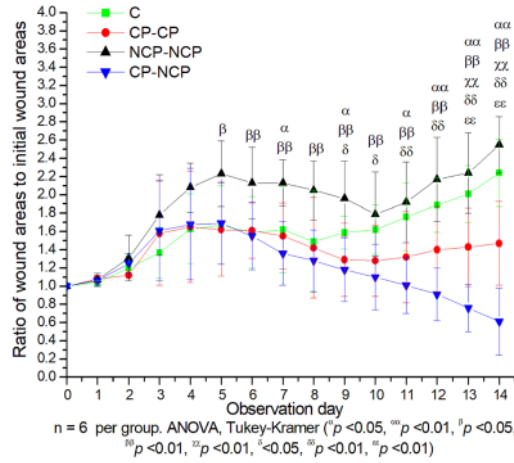 4.0
3.8
3.6
3.4
3.2
3.0
2.8
2.6
2.4
2.2
2.0
1.8
1.6
1.4
1.2
1.0
0.8
0.6
0.4
0.2
0.0
Ratio of wound areas to initial wound areas
C
CP-CP
NCP-NCP
CP-NCP
β
ββ
α
ββ
ββ
α
ββ
δ
ββ
δ
α
ββ
δδ
αα
ββ
δδ
αα
ββ
χχ
δδ
εε
αα
ββ
χχ
δδ
εε
0 1 2 3 4 5 6 7 8 9 10 11 12 13 14
Observation day
n = 6 per group. ANOVA, Tukey-Kramer (ᵅp <0.05, ᵅᵅp <0.01, ᵝp <0.05,
ᵝᵝp <0.01, ᵡᵡp <0.01, ᵟ<0.05, ᵟᵟp <0.01, p <0.01)